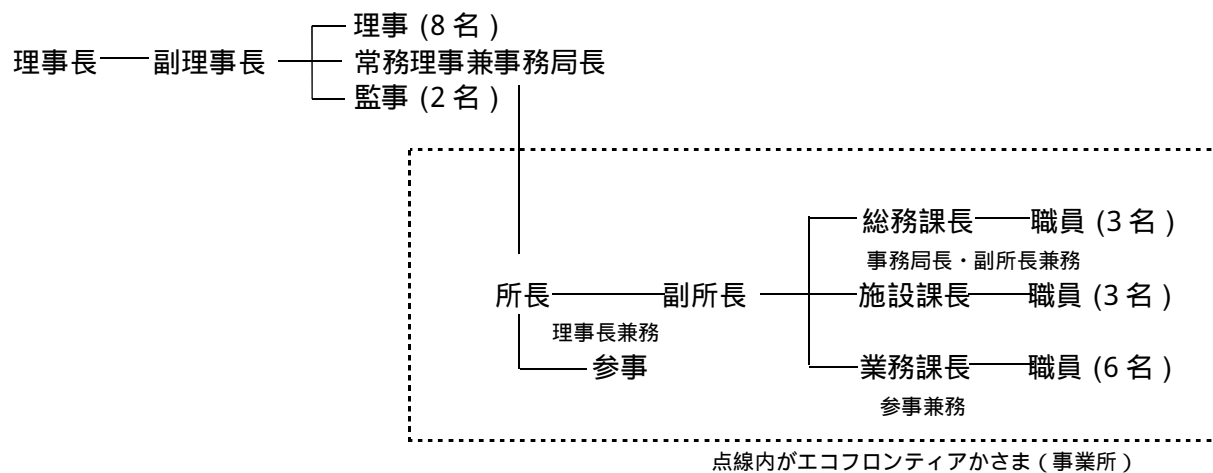 理事 (8 名 )
理事長 副理事長 常務理事兼事務局長
監事 (2 名 )
総務課長 職員 (3 名 )
事務局長・副所長兼務
所長 副所長 施設課長 職員 (3 名 )
理事長兼務
参事 業務課長 職員 (6 名 )
参事兼務
点線内がエコフロンティアかさま ( 事業所 )